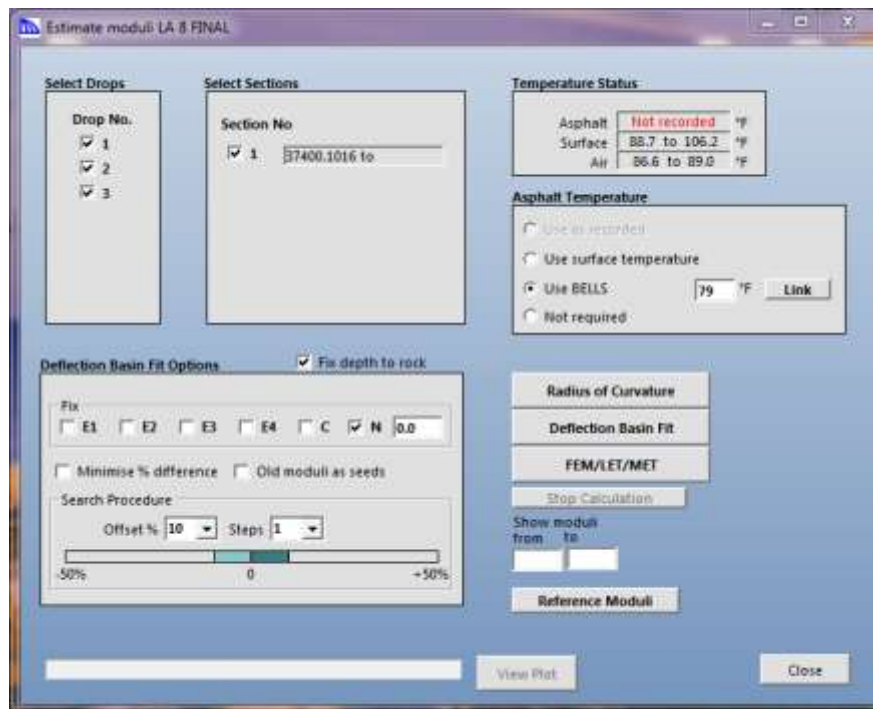 Estimate moduli LA 8 FINAL
Select Drops
Drop No.
1
2
3
Select Sections
Section No
1 37400.1016 to
Temperature Status
Asphalt Not recorded °F
Surface 88.7 to 106.2 °F
Air 86.6 to 89.0 °F
Asphalt Temperature
Use as recorded
Use surface temperature
Use BELLS 79 °F Link
Not required
Deflection Basin Fit Options
Fix depth to rock
Fix
E1 E2 E3 E4 C N 0.0
Minimise % difference Old moduli as seeds
Search Procedure
Offset % 10 Steps 1
-50% 0 +50%
Radius of Curvature
Deflection Basin Fit
FEM/LET/MET
Stop Calculation
Show moduli
from to
Reference Moduli
View Plot
Close